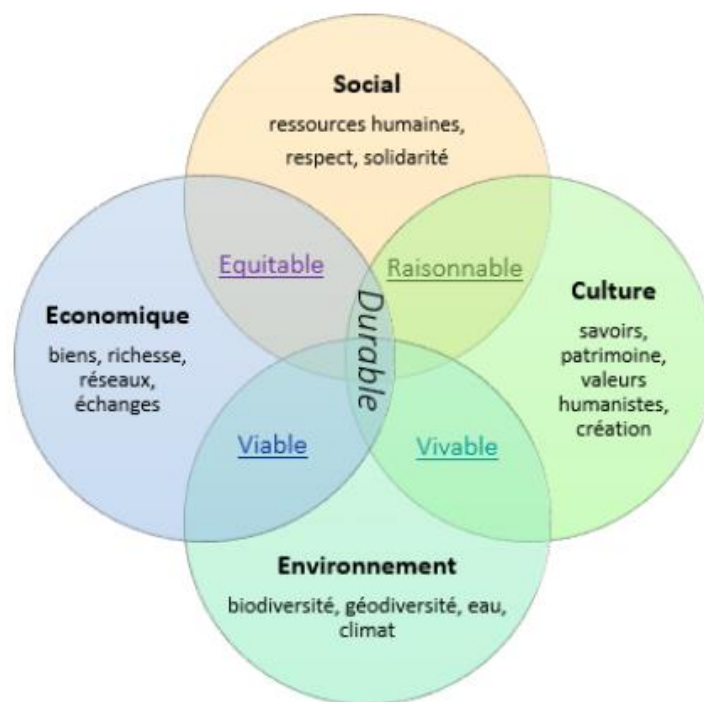 Social
ressources humaines,
respect, solidarité
Equitable
Raisonnable
Economique
biens, richesse,
réseaux,
échanges
Durable
Culture
savoirs,
patrimoine,
valeurs
humanistes,
création
Viable
Vivable
Environnement
biodiversité, géodiversité, eau,
climat